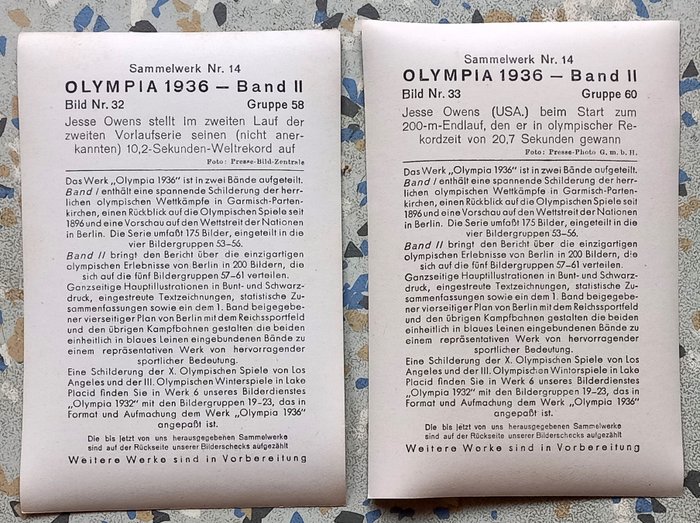 Sammelwerk Nr. 14
OLYMPIA 1936 — Band II
Bild Nr. 32 Gruppe 58
Jesse Owens stellt im zweiten Lauf der
zweiten Vorlaufserie seinen (nicht aner-
kannten) 10,2-Sekunden-Weltrekord auf
Foto: Presse-Bild-Zentrale
Das Werk „Olympia 1936" ist in zwei Bände aufgeteilt.
Band I enthält eine spannende Schilderung der herr-
lichen olympischen Wettkämpfe in Garmisch-Parten-
kirchen, einen Rückblick auf die Olympischen Spiele seit
1896 und eine Vorschau auf den Wettstreit der Nationen
in Berlin. Die Serie umfaßt 175 Bilder, eingeteilt in die
vier Bildergruppen 53–56.
Band II bringt den Bericht über die einzigartigen
olympischen Erlebnisse von Berlin in 200 Bildern, die
sich auf die fünf Bildergruppen 57–61 verteilen.
Ganzseitige Hauptillustrationen in Bunt- und Schwarz-
druck, eingestreute Textzeichnungen, statistische Zu-
sammenfassungen sowie ein dem 1. Band beigegebe-
ner vierseitiger Plan von Berlin mit dem Reichssportfeld
und den übrigen Kampfbahnen gestalten die beiden
einheitlich in blaues Leinen eingebundenen Bände zu
einem repräsentativen Werk von hervorragender
sportlicher Bedeutung.
Eine Schilderung der X. Olympischen Spiele von Los
Angeles und der III. Olympischen Winterspiele in Lake
Placid finden Sie in Werk 6 unseres Bilderdienstes
„Olympia 1932" mit den Bildergruppen 19–23, das in
Format und Aufmachung dem Werk „Olympia 1936"
angepaßt ist.
Die bis jetzt von uns herausgegebenen Sammelwerke
sind auf der Rückseite unserer Bilderschecks aufgezählt
Weitere Werke sind in Vorbereitung
Sammelwerk Nr. 14
OLYMPIA 1936 — Band II
Bild Nr. 33 Gruppe 60
Jesse Owens (USA.) beim Start zum
200-m-Endlauf, den er in olympischer Re-
kordzeit von 20,7 Sekunden gewann
Foto: Presse-Photo G. m. b. H.
Das Werk „Olympia 1936" ist in zwei Bände aufgeteilt.
Band I enthält eine spannende Schilderung der herr-
lichen olympischen Wettkämpfe in Garmisch-Parten-
kirchen, einen Rückblick auf die Olympischen Spiele seit
1896 und eine Vorschau auf den Wettstreit der Nationen
in Berlin. Die Serie umfaßt 175 Bilder, eingeteilt in die
vier Bildergruppen 53–56.
Band II bringt den Bericht über die einzigartigen
olympischen Erlebnisse von Berlin in 200 Bildern, die
sich auf die fünf Bildergruppen 57–61 verteilen.
Ganzseitige Hauptillustrationen in Bunt- und Schwarz-
druck, eingestreute Textzeichnungen, statistische Zu-
sammenfassungen sowie ein dem 1. Band beigegebe-
ner vierseitiger Plan von Berlin mit dem Reichssportfeld
und den übrigen Kampfbahnen gestalten die beiden
einheitlich in blaues Leinen eingebundenen Bände zu
einem repräsentativen Werk von hervorragender
sportlicher Bedeutung.
Eine Schilderung der X. Olympischen Spiele von Los
Angeles und der III. Olympischen Winterspiele in Lake
Placid finden Sie in Werk 6 unseres Bilderdienstes
„Olympia 1932" mit den Bildergruppen 19–23, das in
Format und Aufmachung dem Werk „Olympia 1936"
angepaßt ist.
Die bis jetzt von uns herausgegebenen Sammelwerke
sind auf der Rückseite unserer Bilderschecks aufgezählt
Weitere Werke sind in Vorbereitung